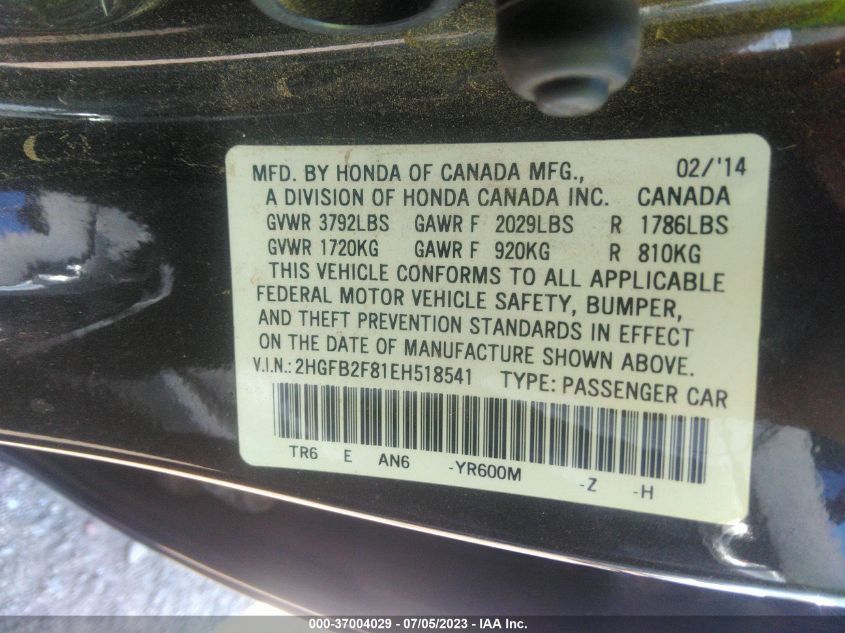 MFD. BY HONDA OF CANADA MFG., 02/'14
A DIVISION OF HONDA CANADA INC. CANADA
GVWR 3792LBS GAWR F 2029LBS R 1786LBS
GVWR 1720KG GAWR F 920KG R 810KG
THIS VEHICLE CONFORMS TO ALL APPLICABLE
FEDERAL MOTOR VEHICLE SAFETY, BUMPER,
AND THEFT PREVENTION STANDARDS IN EFFECT
ON THE DATE OF MANUFACTURE SHOWN ABOVE.
V.I.N.: 2HGFB2F81EH518541 TYPE: PASSENGER CAR
TR6 E AN6 -YR600M -Z -H
000-37004029 - 07/05/2023 - IAA Inc.